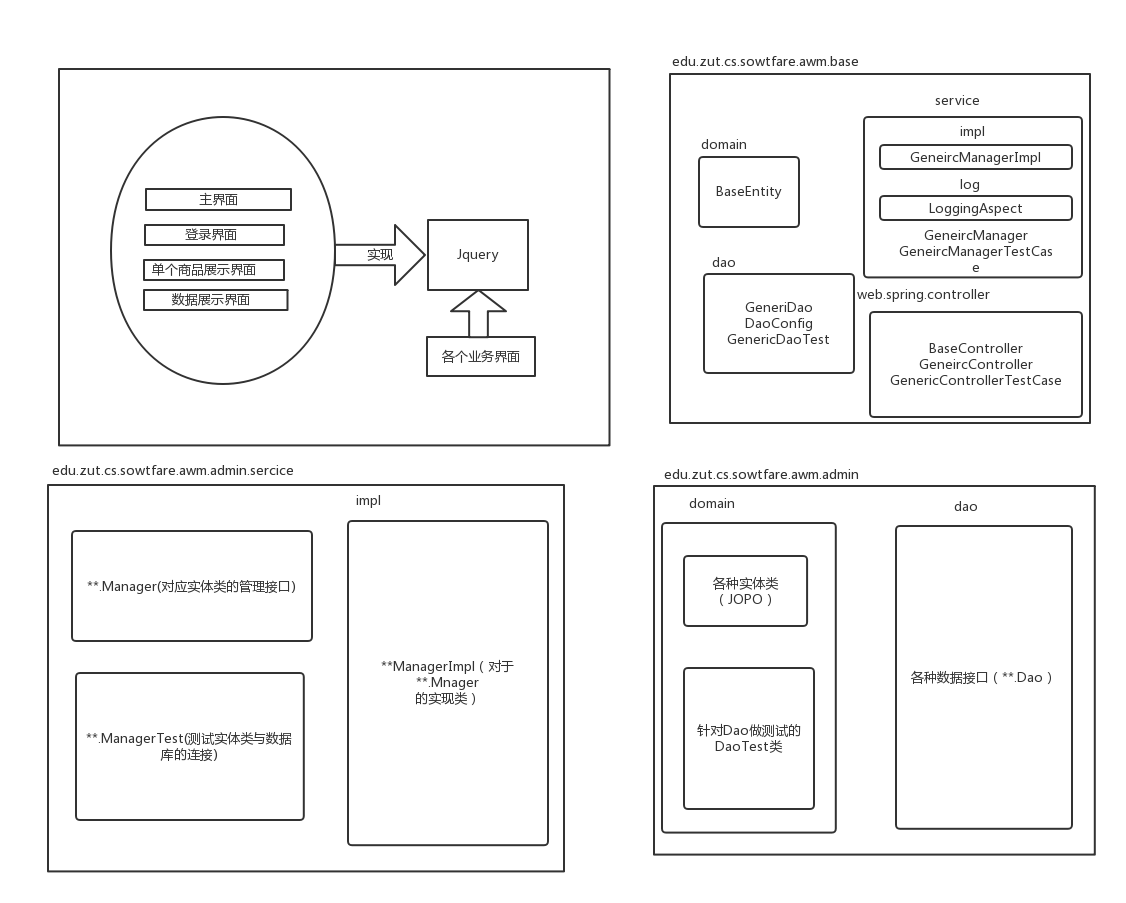 主界面
登录界面
单个商品展示界面
数据展示界面
实现
Jquery
各个业务界面
edu.zut.cs.sowtfare.awm.base
domain
BaseEntity
dao
GeneriDao
DaoConfig
GenericDaoTest
service
impl
GeneircManagerImpl
log
LoggingAspect
GeneircManager
GeneircManagerTestCas
e
web.spring.controller
BaseController
GeneircController
GenericControllerTestCase
edu.zut.cs.sowtfare.awm.admin.sercice
**.Manager(对应实体类的管理接口)
**.ManagerTest(测试实体类与数据
库的连接)
impl
**ManagerImpl（对于
**.Mnager
的实现类）
edu.zut.cs.sowtfare.awm.admin
domain
各种实体类
（JOPO）
针对Dao做测试的
DaoTest类
dao
各种数据接口（**.Dao）